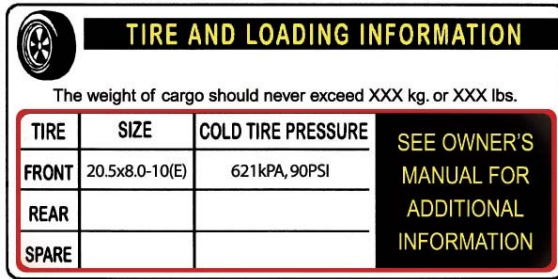 TIRE AND LOADING INFORMATION
The weight of cargo should never exceed XXX kg. or XXX lbs.
TIRE SIZE COLD TIRE PRESSURE
FRONT 20.5x8.0-10(E) 621kPA, 90PSI
REAR
SPARE
SEE OWNER'S
MANUAL FOR
ADDITIONAL
INFORMATION